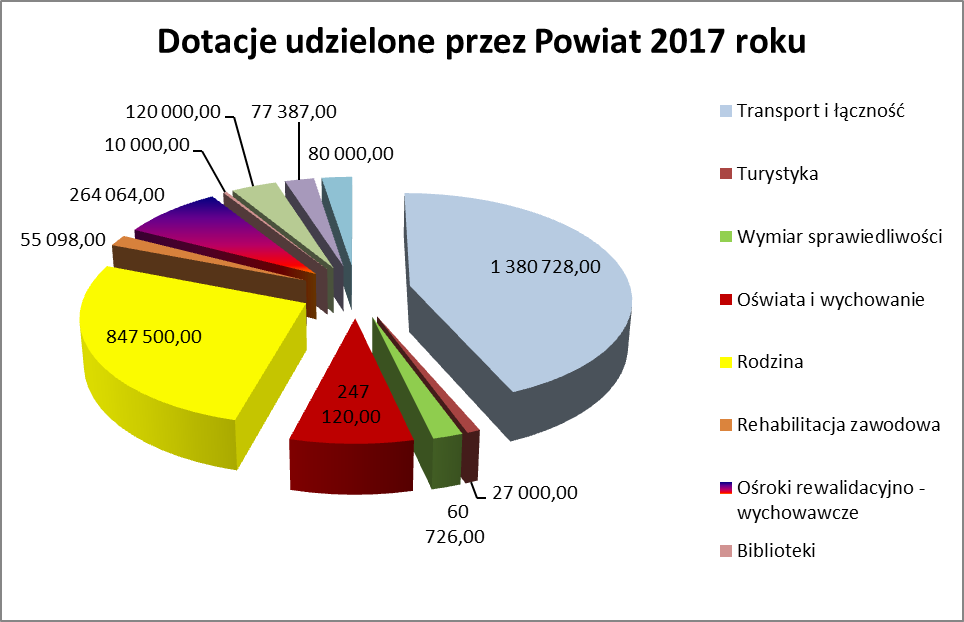 Dotacje udzielone przez Powiat 2017 roku
120 000,00
77 387,00
10 000,00
80 000,00
264 064,00
55 098,00
1 380 728,00
847 500,00
247
120,00
27 000,00
60
726,00
Transport i łączność
Turystyka
Wymiar sprawiedliwości
Oświata i wychowanie
Rodzina
Rehabilitacja zawodowa
Ośroki rewalidacyjno -
wychowawcze
Biblioteki